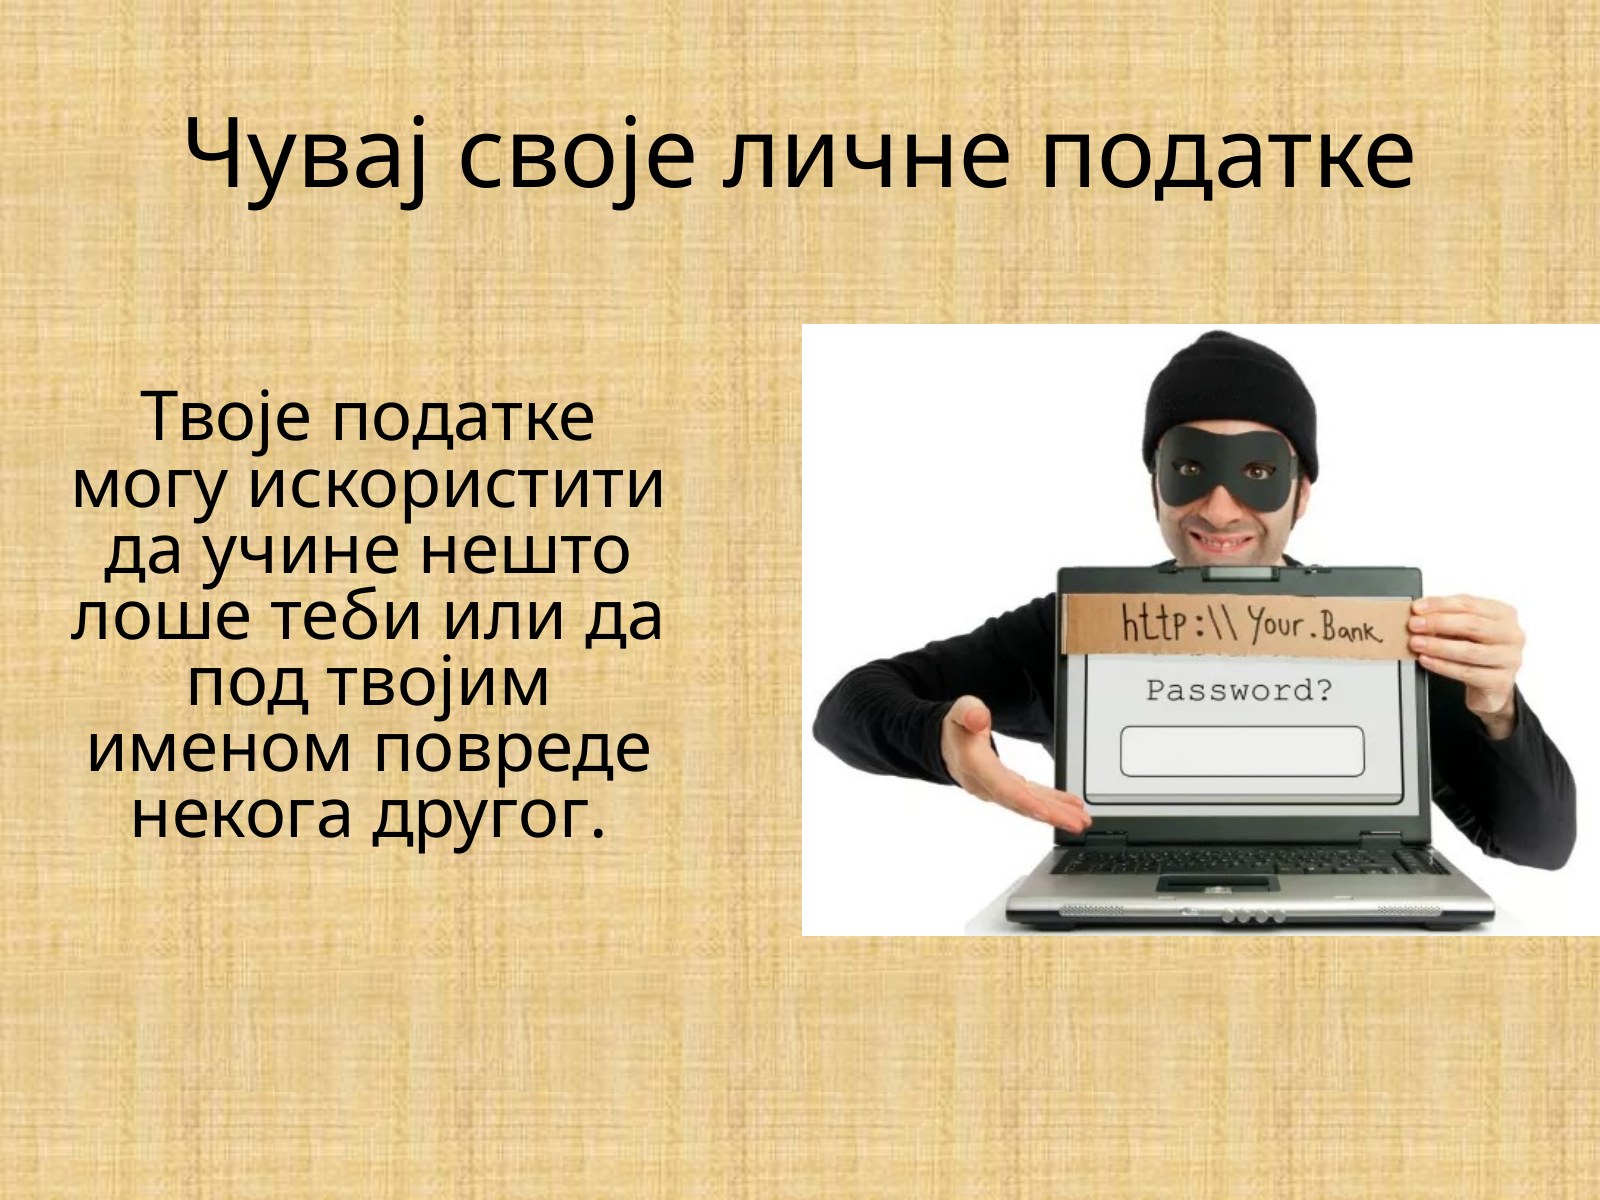 Чувај своје личне податке
Твоје податке
могу искористити
да учине нешто
лоше теби или да
под твојим
именом повреде
некога другог.
http:\\ Your.Bank
Password?